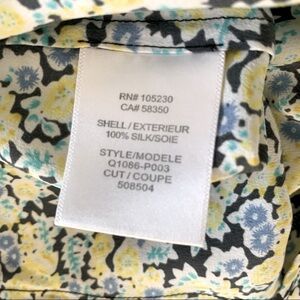 RN# 105230
CA# 58350
SHELL / EXTERIEUR
100% SILK/SOIE
STYLE/MODELE
Q1086-P003
CUT / COUPE
508504